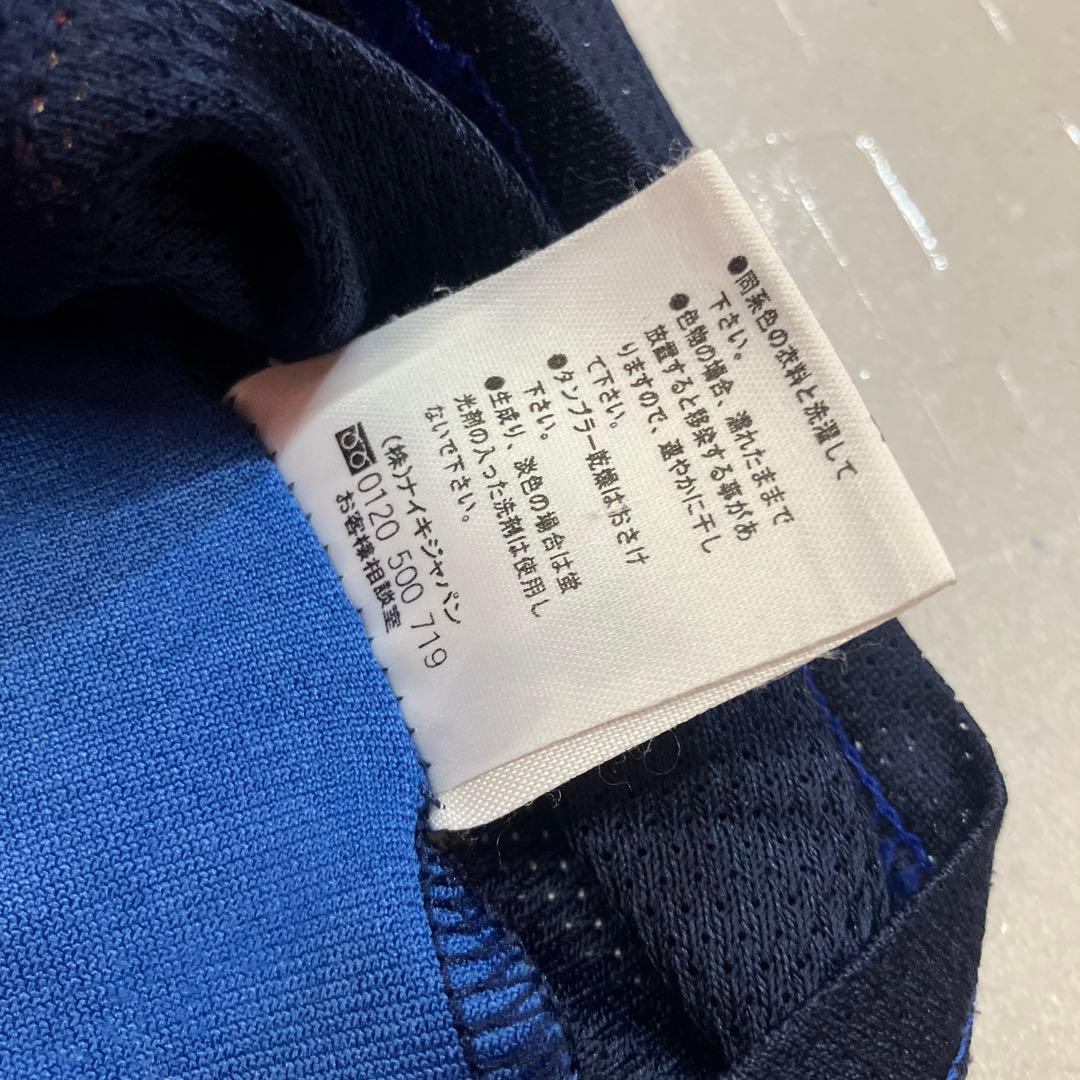 ●同系色の衣料と洗濯して
下さい。
●色物の場合、濡れたままで
放置すると移染する事があ
りますので、速やかに干し
て下さい。
●タンブラー乾燥はおさけ
下さい。
●生成り、淡色の場合は蛍
光剤の入った洗剤は使用し
ないで下さい。
(株)ナイキジャパン
0120 500 719
お客様相談室